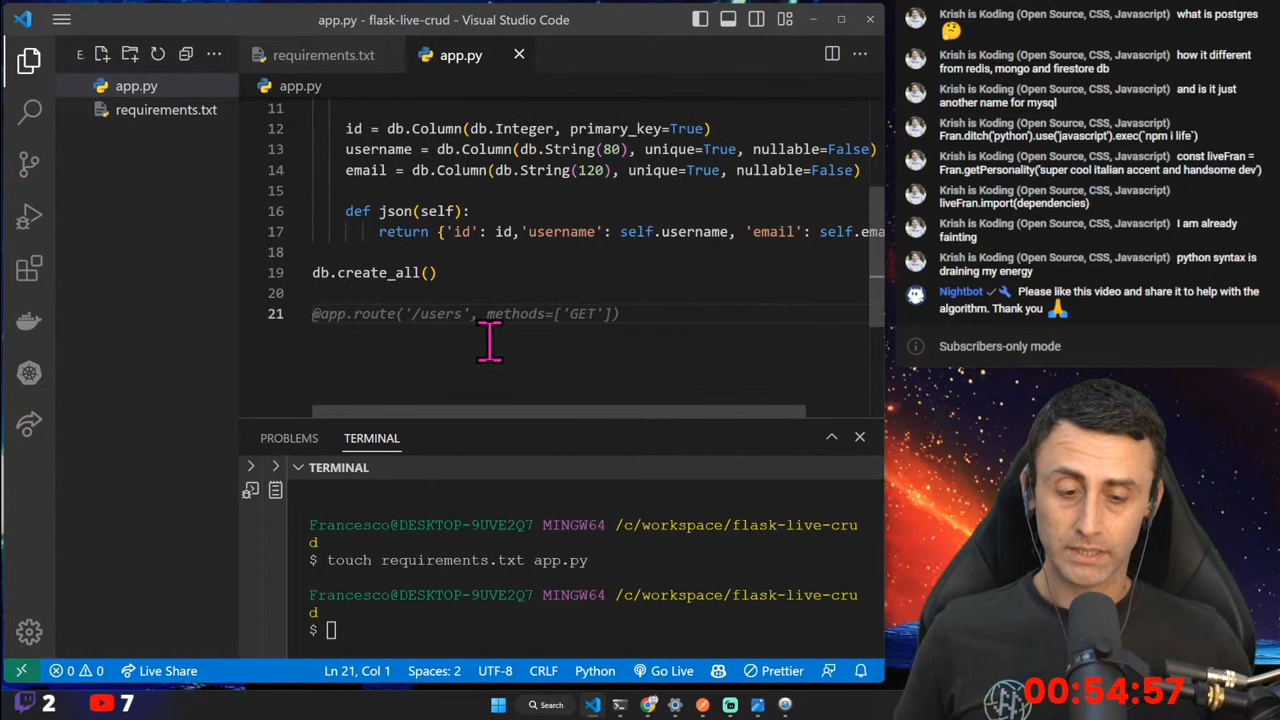 app.py - flask-live-crud - Visual Studio Code
E.
requirements.txt
app.py
app.py
requirements.txt
app.py
11
12 id = db.Column(db.Integer, primary_key=True)
13 username = db.Column(db.String(80), unique=True, nullable=False)
14 email = db.Column(db.String(120), unique=True, nullable=False)
15
16 def json(self):
17 return {'id': id,'username': self.username, 'email': self.ema
18
19 db.create_all()
20
21 @app.route('/users', methods=['GET'])
PROBLEMS TERMINAL
TERMINAL
Francesco@DESKTOP-9UVE2Q7 MINGW64 /c/workspace/flask-live-cru
d
$ touch requirements.txt app.py
Francesco@DESKTOP-9UVE2Q7 MINGW64 /c/workspace/flask-live-cru
d
$
0 0 Live Share Ln 21, Col 1 Spaces: 2 UTF-8 CRLF Python Go Live Prettier
2 7 Search
Krish is Koding (Open Source, CSS, Javascript) what is postgres
🤔
Krish is Koding (Open Source, CSS, Javascript) how it different
from redis, mongo and firestore db
Krish is Koding (Open Source, CSS, Javascript) and is it just
another name for mysql
Krish is Koding (Open Source, CSS, Javascript)
Fran.ditch('python').use('javascript').exec(`npm i life`)
Krish is Koding (Open Source, CSS, Javascript) const liveFran =
Fran.getPersonality('super cool italian accent and handsome dev')
Krish is Koding (Open Source, CSS, Javascript)
liveFran.import(dependencies)
Krish is Koding (Open Source, CSS, Javascript) I am already
fainting
Krish is Koding (Open Source, CSS, Javascript) python syntax is
draining my energy
Nightbot Please like this video and share it to help with the
algorithm. Thank you 🙏
Subscribers-only mode
00:54:57